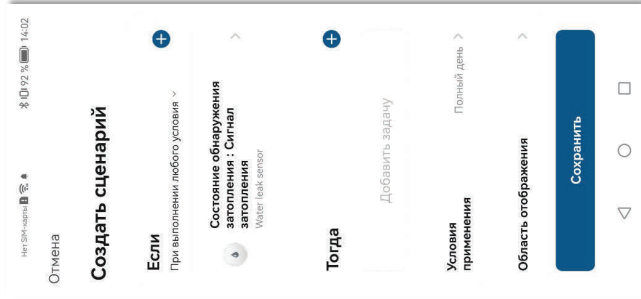 Нет SIM-карты
92 % 14:02
Отмена
Создать сценарий
Если
При выполнении любого условия
Состояние обнаружения
затопления : Сигнал
затопления
Water leak sensor
Тогда
Добавить задачу
Условия
применения
Полный день
Область отображения
Сохранить